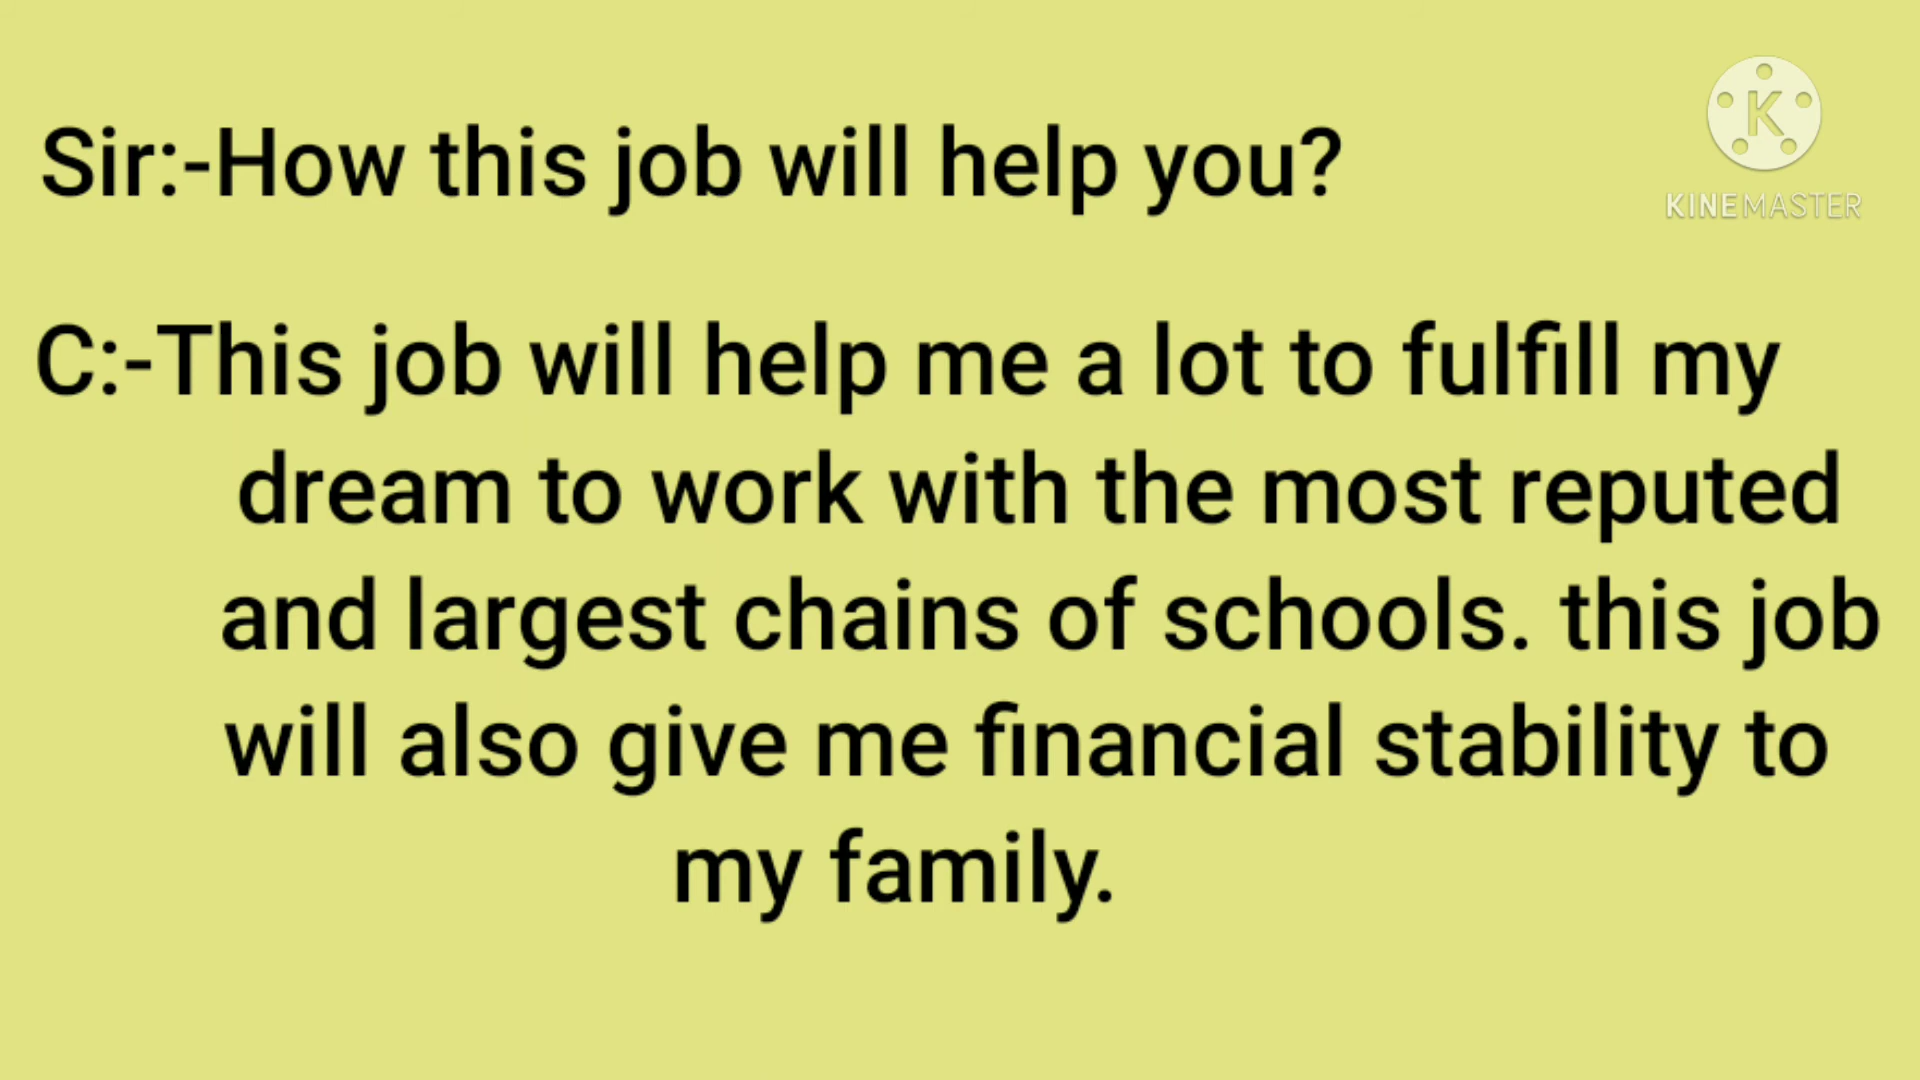 Sir:-How this job will help you?
K
KINEMASTER
C:-This job will help me a lot to fulfill my
dream to work with the most reputed
and largest chains of schools. this job
will also give me financial stability to
my family.